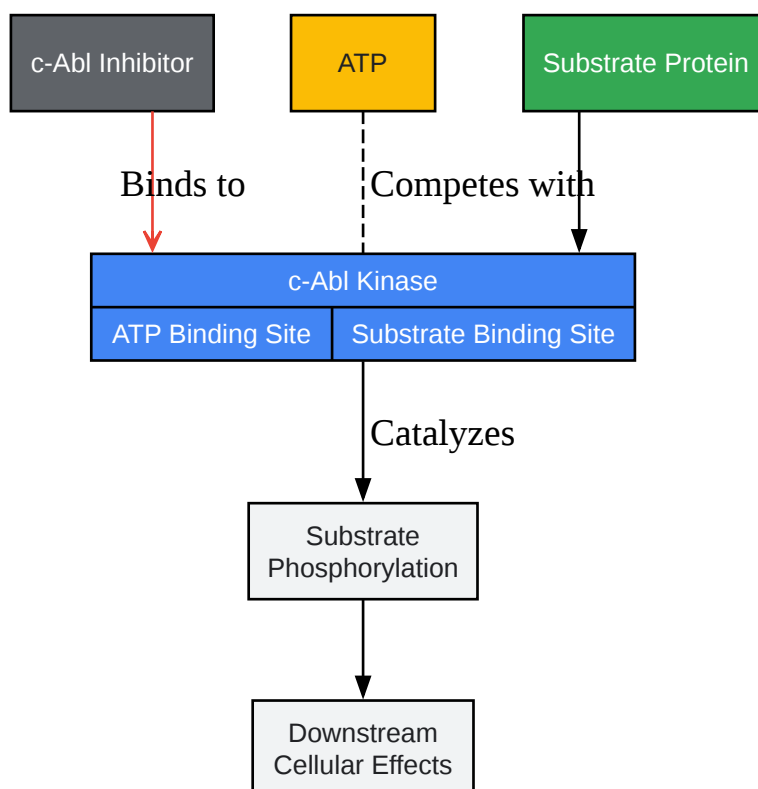 c-Abl Inhibitor
ATP
Substrate Protein
Binds to
Competes with
c-Abl Kinase
ATP Binding Site
Substrate Binding Site
Catalyzes
Substrate
Phosphorylation
Downstream
Cellular Effects